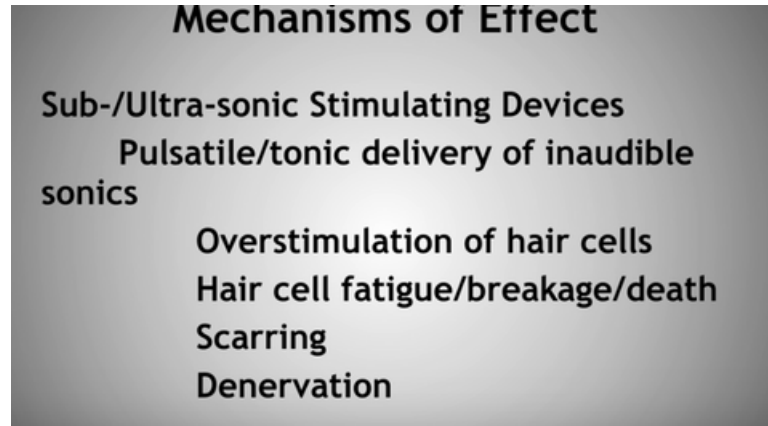 Mechanisms of Effect
Sub-/Ultra-sonic Stimulating Devices
Pulsatile/tonic delivery of inaudible
sonics
Overstimulation of hair cells
Hair cell fatigue/breakage/death
Scarring
Denervation